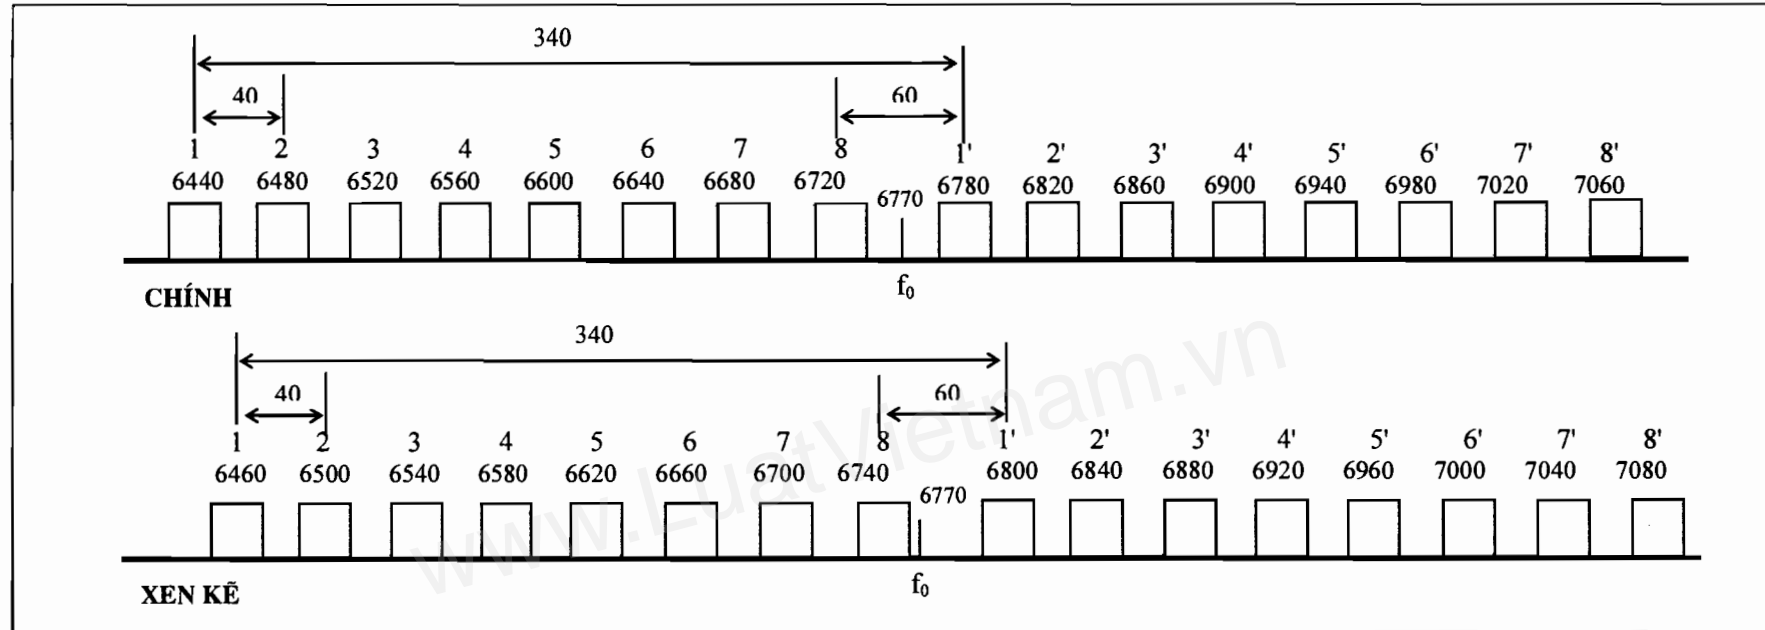 340
40 60
1 2 3 4 5 6 7 8 1' 2' 3' 4' 5' 6' 7' 8'
6440 6480 6520 6560 6600 6640 6680 6720 6770 6780 6820 6860 6900 6940 6980 7020 7060
f₀
CHÍNH
340
40 60
1 2 3 4 5 6 7 8 1' 2' 3' 4' 5' 6' 7' 8'
6460 6500 6540 6580 6620 6660 6700 6740 6770 6800 6840 6880 6920 6960 7000 7040 7080
f₀
XEN KẼ
www.LuatVietnam.vn